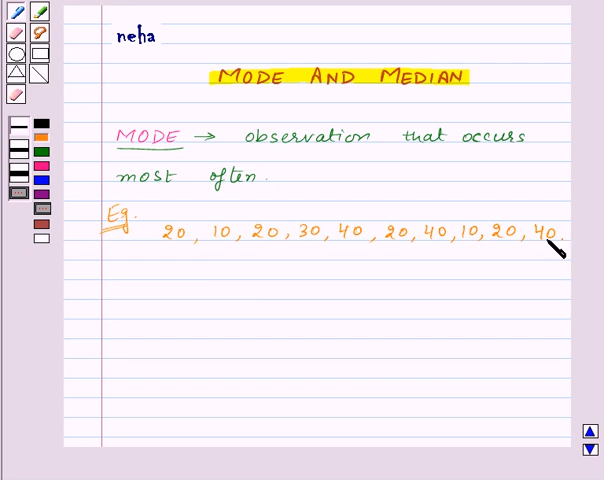 neha
MODE AND MEDIAN
MODE → observation that occurs
most often.
Eg.
20, 10, 20, 30, 40, 20, 40, 10, 20, 40.